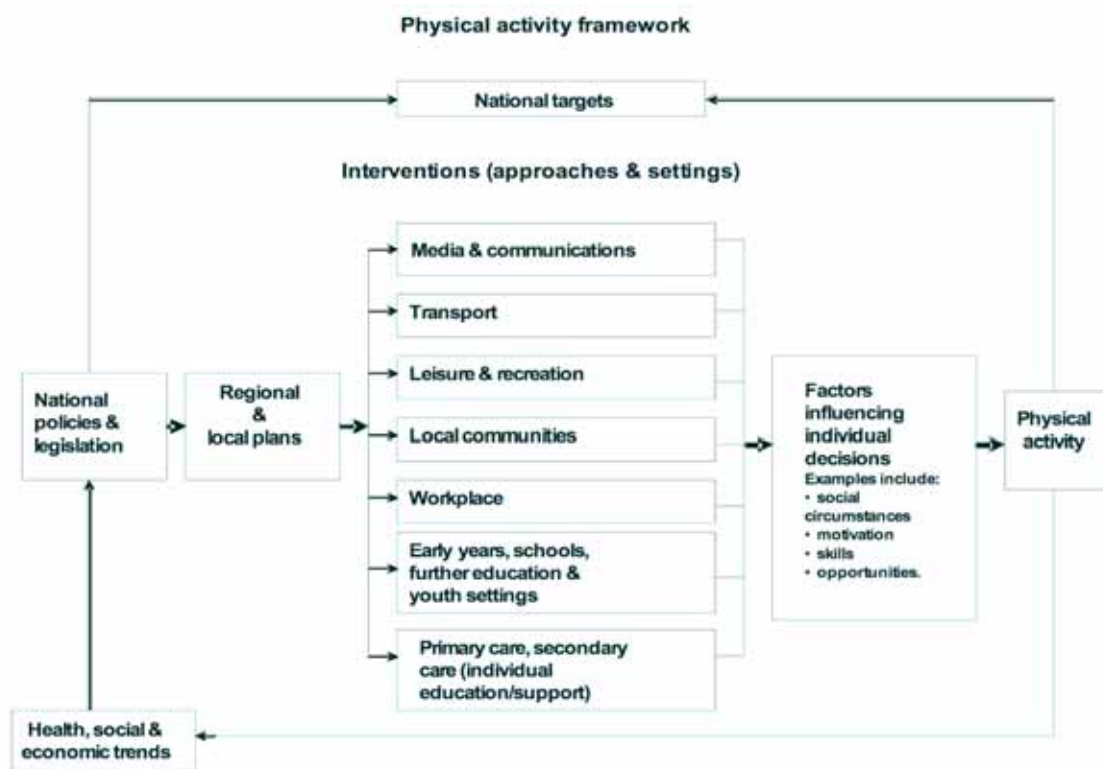 Physical activity framework
National targets
Interventions (approaches & settings)
Media & communications
Transport
Leisure & recreation
Local communities
Workplace
Early years, schools,
further education &
youth settings
Primary care, secondary
care (individual
education/support)
National
policies &
legislation
Regional
&
local plans
Factors
influencing
individual
decisions
Examples include:
• social
circumstances
• motivation
• skills
• opportunities.
Physical
activity
Health, social &
economic trends